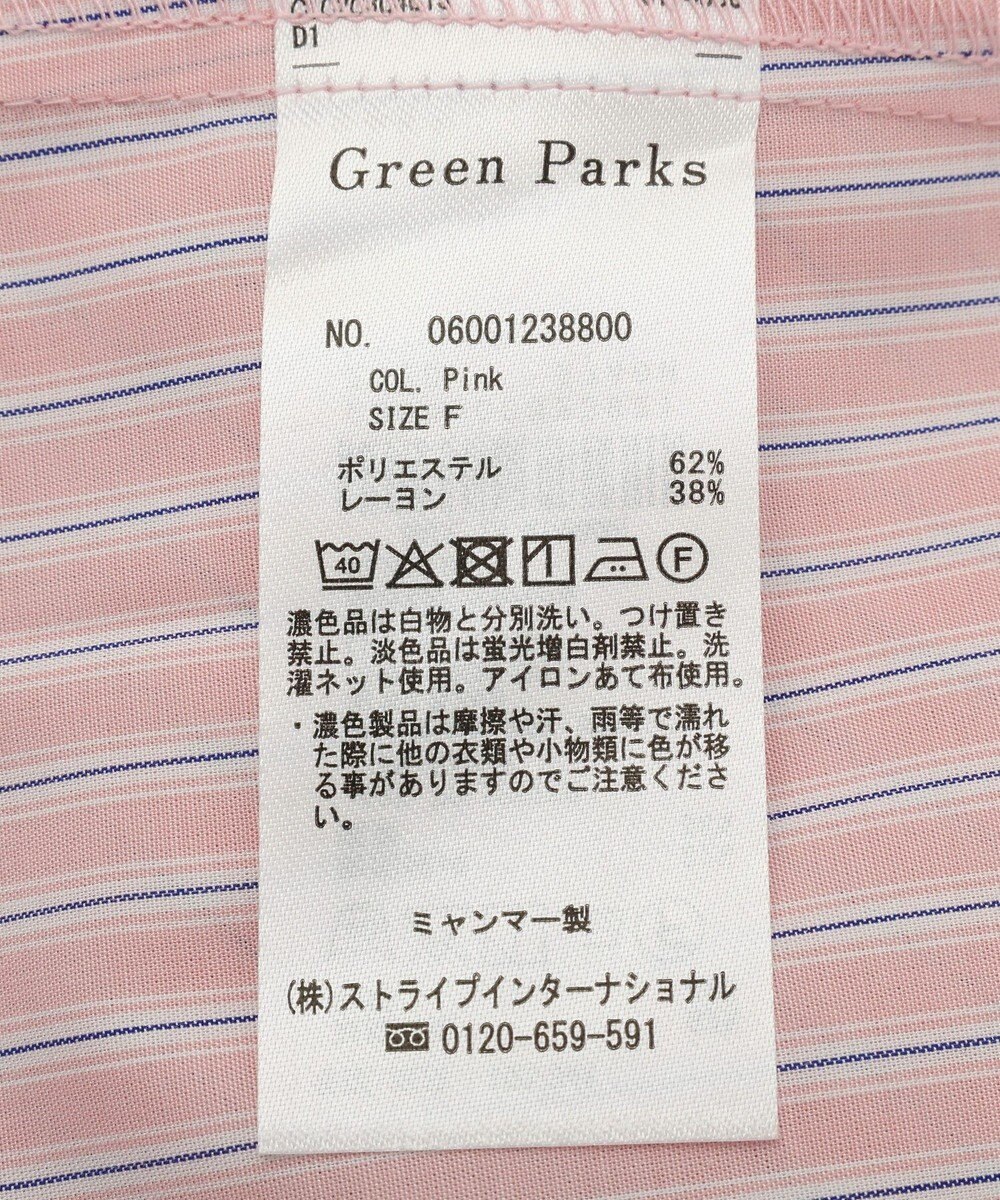 D1
Green Parks
NO. 06001238800
COL. Pink
SIZE F
ポリエステル 62%
レーヨン 38%
40 F
濃色品は白物と分別洗い。つけ置き
禁止。淡色品は蛍光増白剤禁止。洗
濯ネット使用。アイロンあて布使用。
・濃色製品は摩擦や汗、雨等で濡れ
た際に他の衣類や小物類に色が移
る事がありますのでご注意くださ
い。
ミャンマー製
(株)ストライプインターナショナル
0120-659-591